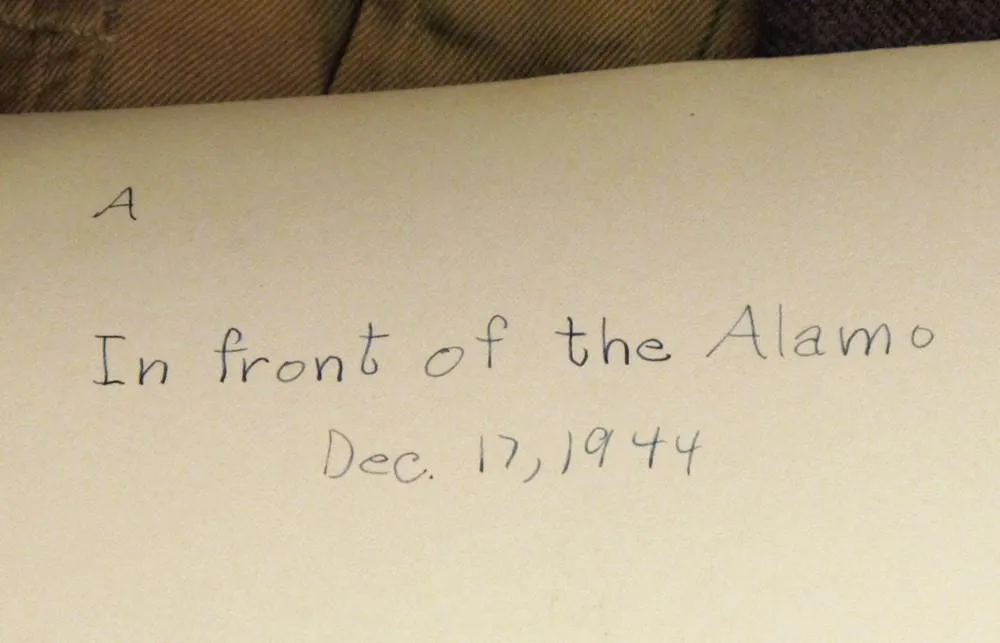 A
In front of the Alamo
Dec. 17, 1944